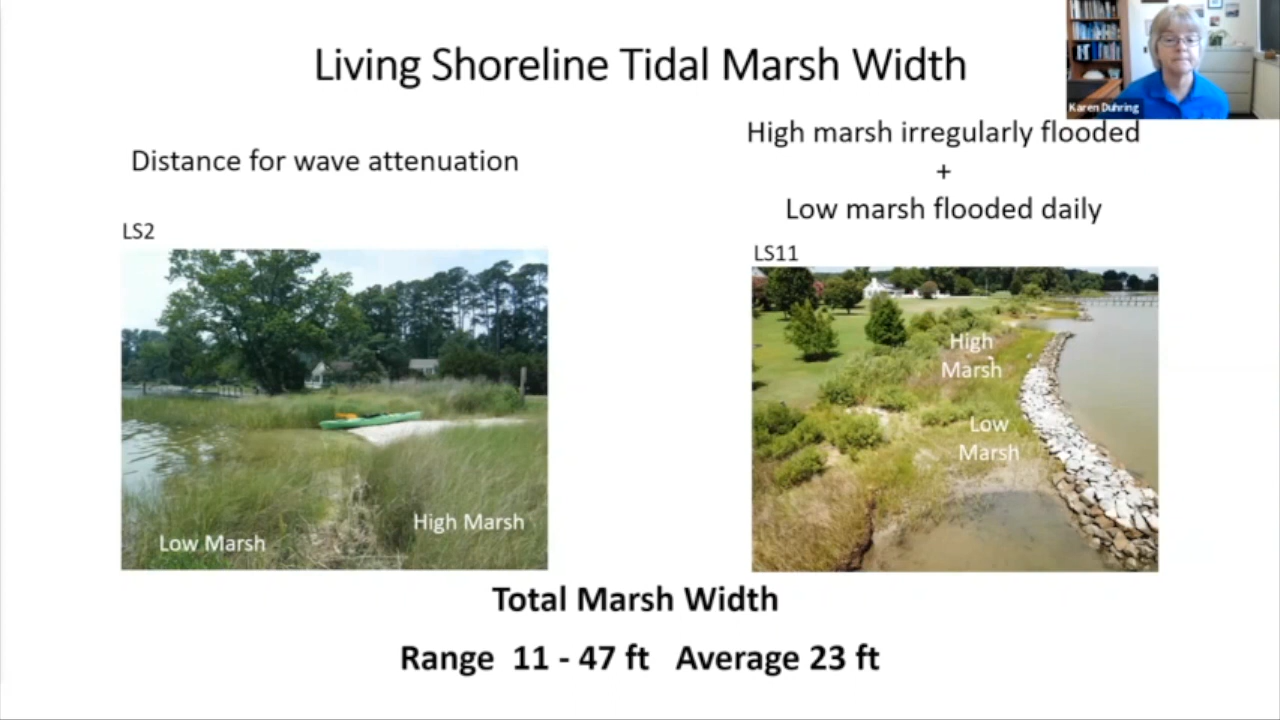 Living Shoreline Tidal Marsh Width
Karen Duhring
Distance for wave attenuation
High marsh irregularly flooded
+
Low marsh flooded daily
LS2
LS11
High
Marsh
Low
Marsh
High Marsh
Low Marsh
Total Marsh Width
Range 11 - 47 ft Average 23 ft